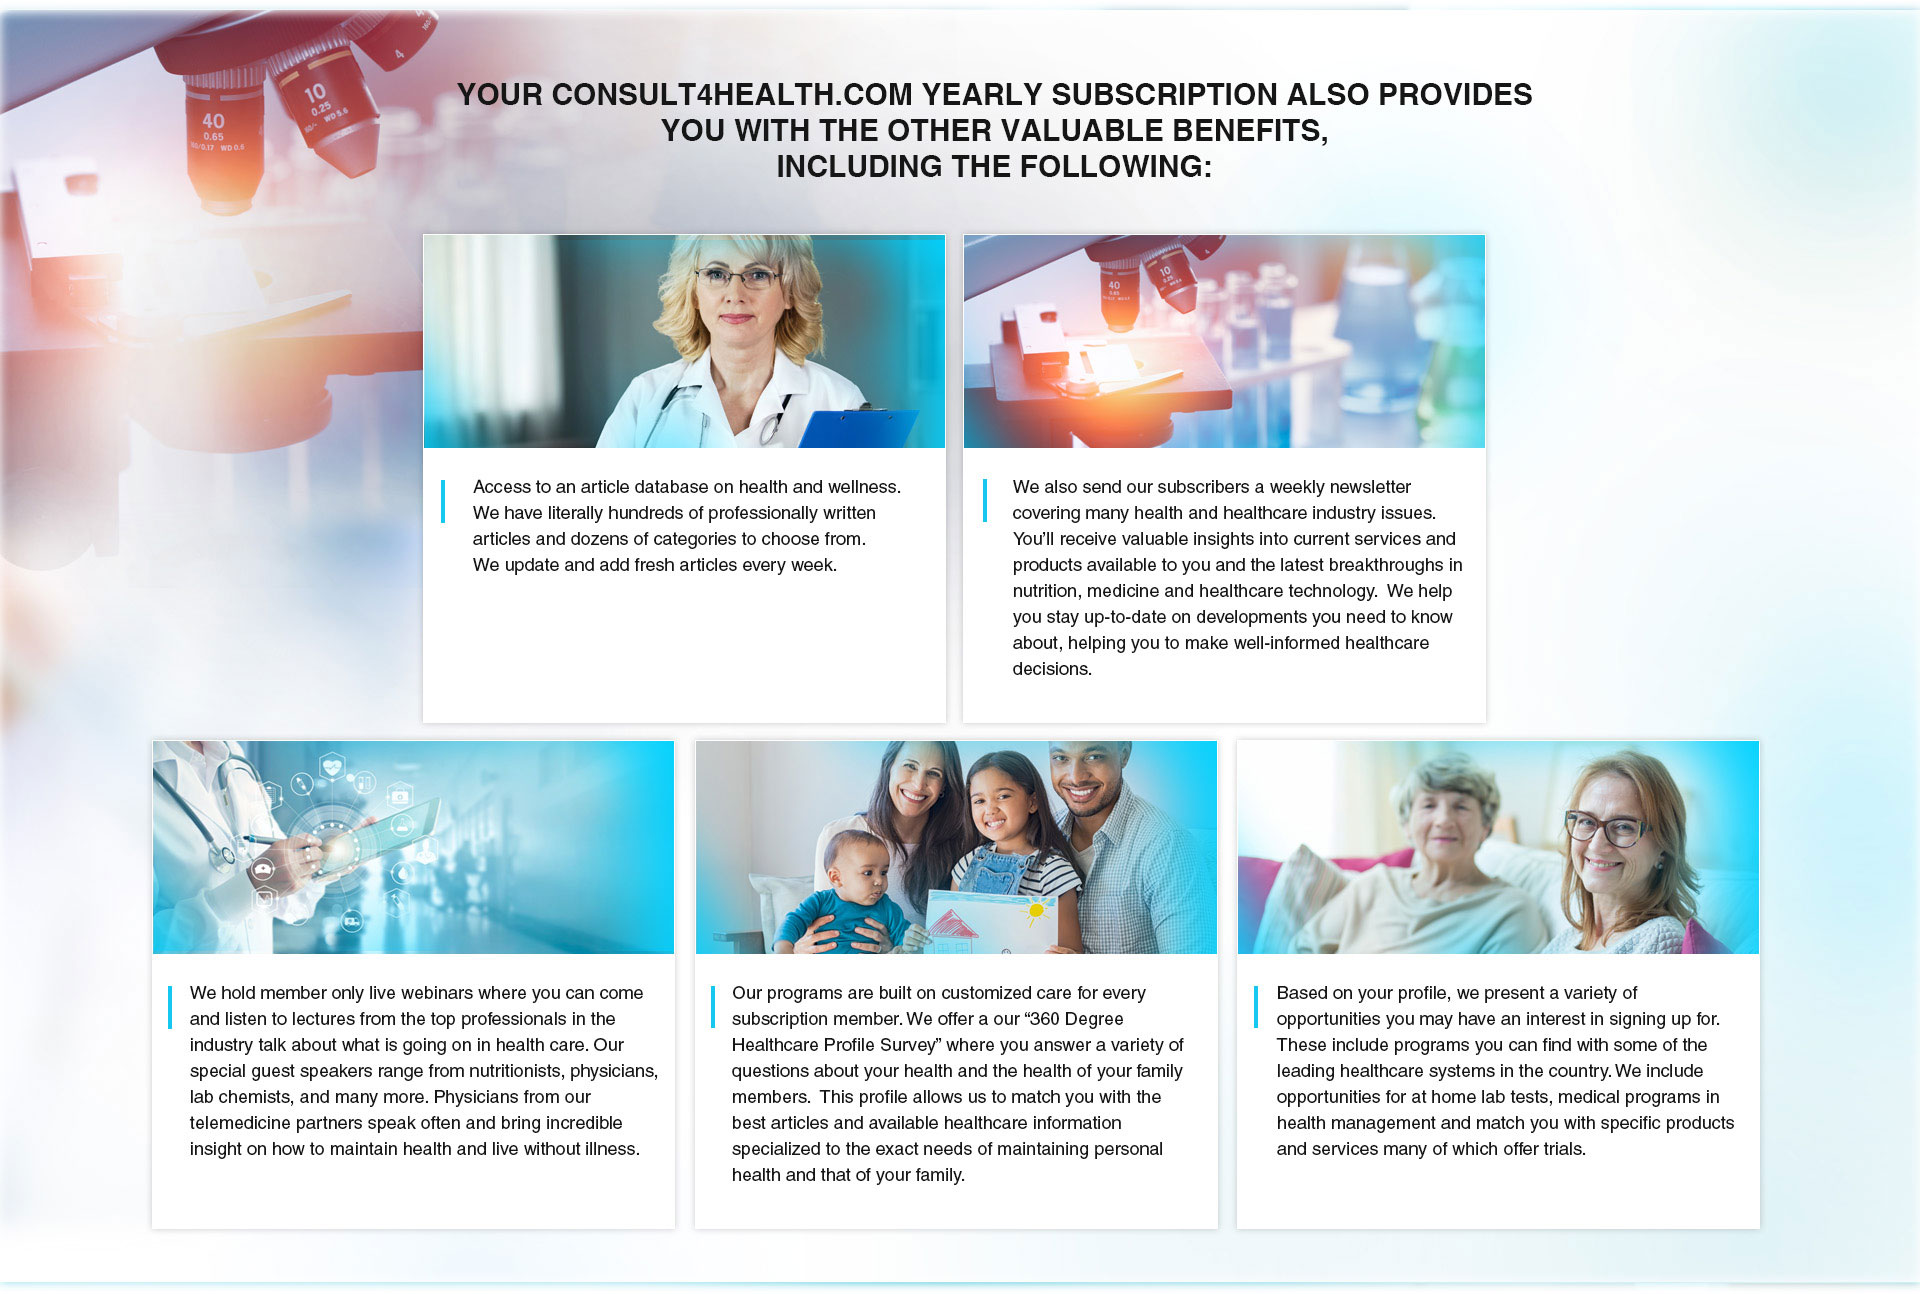 YOUR CONSULT4HEALTH.COM YEARLY SUBSCRIPTION ALSO PROVIDES
YOU WITH THE OTHER VALUABLE BENEFITS,
INCLUDING THE FOLLOWING:
4
10
0.25
WD 5.6
40
0.65
WD 0.6
10
40
Access to an article database on health and wellness.
We have literally hundreds of professionally written
articles and dozens of categories to choose from.
We update and add fresh articles every week.
We also send our subscribers a weekly newsletter
covering many health and healthcare industry issues.
You’ll receive valuable insights into current services and
products available to you and the latest breakthroughs in
nutrition, medicine and healthcare technology.  We help
you stay up-to-date on developments you need to know
about, helping you to make well-informed healthcare
decisions.
We hold member only live webinars where you can come
and listen to lectures from the top professionals in the
industry talk about what is going on in health care. Our
special guest speakers range from nutritionists, physicians,
lab chemists, and many more. Physicians from our
telemedicine partners speak often and bring incredible
insight on how to maintain health and live without illness.
Our programs are built on customized care for every
subscription member. We offer a our “360 Degree
Healthcare Profile Survey” where you answer a variety of
questions about your health and the health of your family
members.  This profile allows us to match you with the
best articles and available healthcare information
specialized to the exact needs of maintaining personal
health and that of your family.
Based on your profile, we present a variety of
opportunities you may have an interest in signing up for.
These include programs you can find with some of the
leading healthcare systems in the country. We include
opportunities for at home lab tests, medical programs in
health management and match you with specific products
and services many of which offer trials.